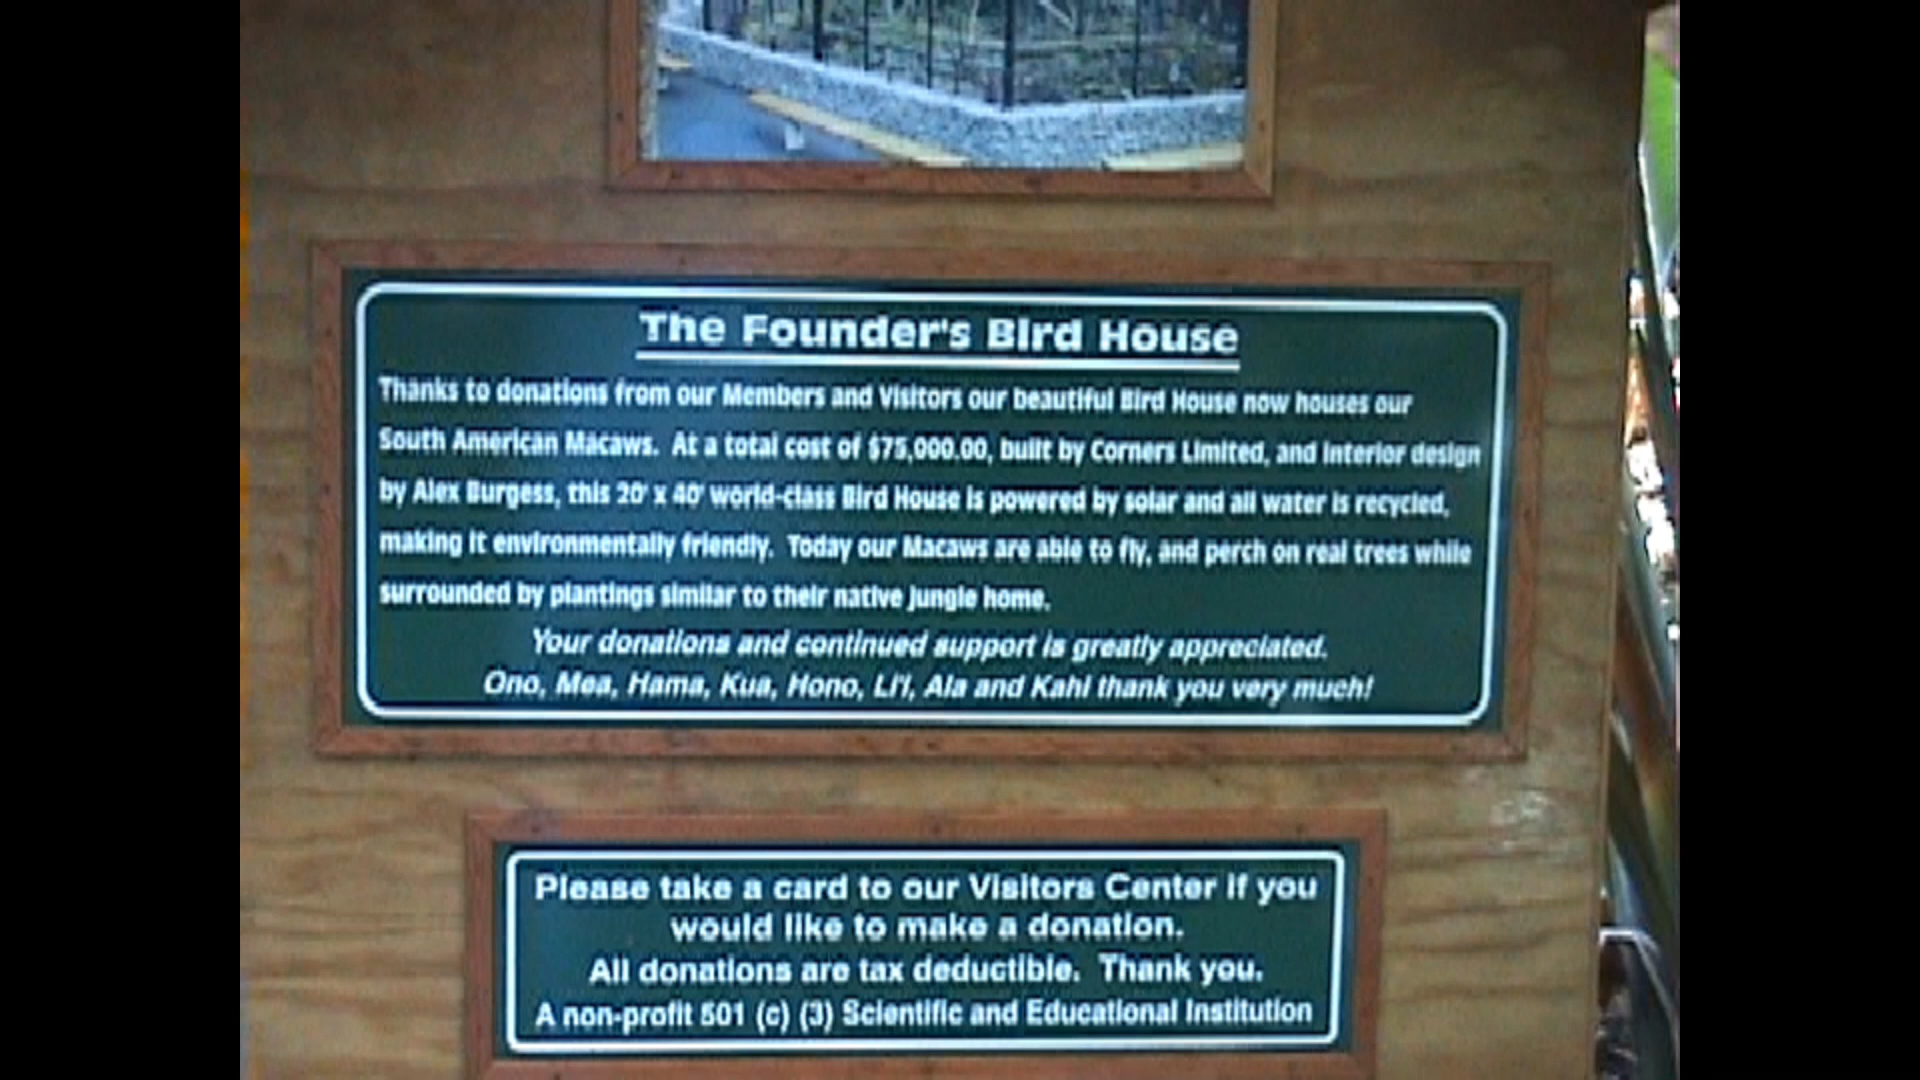 The Founder's Bird House
Thanks to donations from our Members and Visitors our beautiful Bird House now houses our
South American Macaws. At a total cost of $75,000.00, built by Corners Limited, and interior design
by Alex Burgess, this 20' x 40' world-class Bird House is powered by solar and all water is recycled,
making it environmentally friendly. Today our Macaws are able to fly, and perch on real trees while
surrounded by plantings similar to their native jungle home.
Your donations and continued support is greatly appreciated.
Ono, Mea, Hama, Kua, Hono, Li'l, Ala and Kahi thank you very much!
Please take a card to our Visitors Center if you
would like to make a donation.
All donations are tax deductible. Thank you.
A non-profit 501 (c) (3) Scientific and Educational Institution